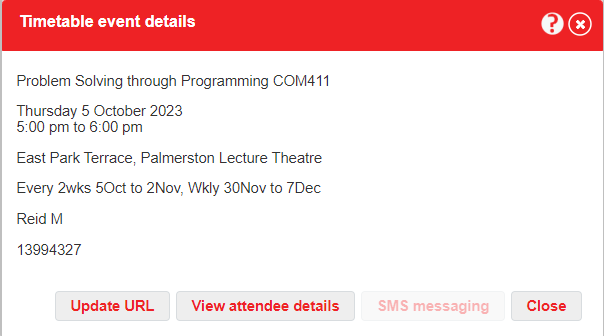 Timetable event details
?
Problem Solving through Programming COM411
Thursday 5 October 2023
5:00 pm to 6:00 pm
East Park Terrace, Palmerston Lecture Theatre
Every 2wks 5Oct to 2Nov, Wkly 30Nov to 7Dec
Reid M
13994327
Update URL View attendee details SMS messaging Close